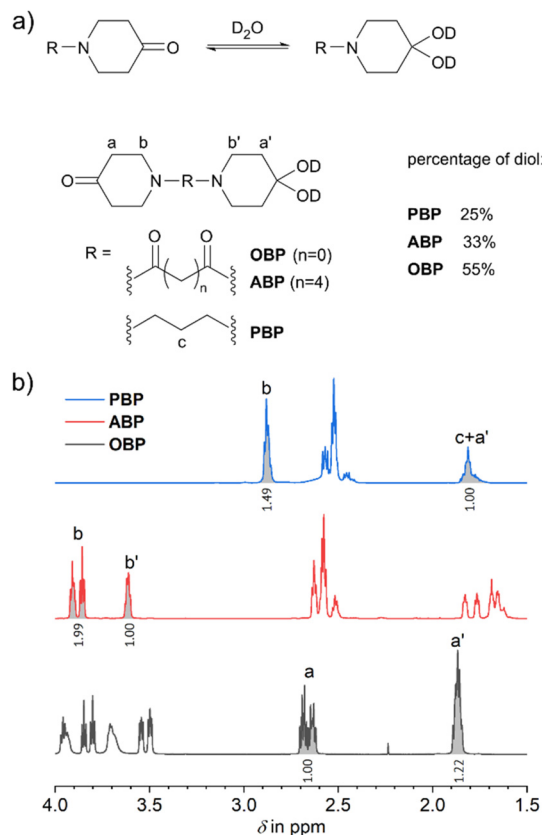 a)
D₂O
R
N
O
R
N
OD
OD
a b b' a'
O
N
R
N
OD
OD
percentage of diol:
PBP 25%
ABP 33%
OBP 55%
R =
O O
n
OBP (n=0)
ABP (n=4)
c
PBP
b)
PBP
ABP
OBP
b
c+a'
1.49
1.00
b
b'
1.99
1.00
a
a'
1.00
1.22
4.0 3.5 3.0 2.5 2.0 1.5
δ in ppm